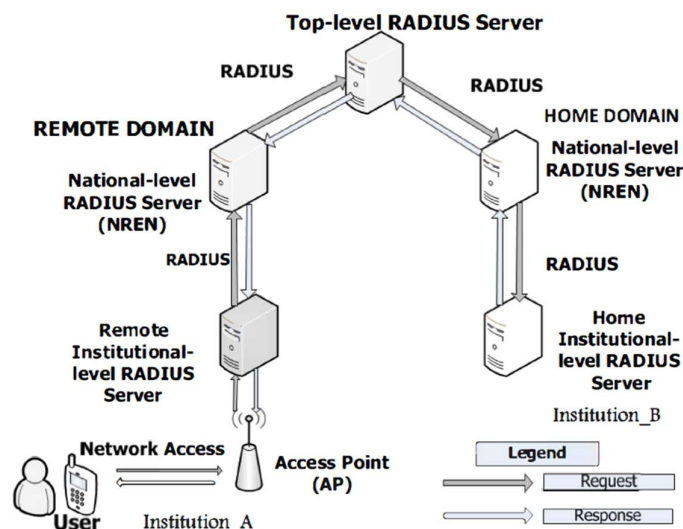 Top-level RADIUS Server
RADIUS
RADIUS
REMOTE DOMAIN
HOME DOMAIN
National-level
RADIUS Server
(NREN)
National-level
RADIUS Server
(NREN)
RADIUS
RADIUS
Remote
Institutional-
level RADIUS
Server
Home
Institutional-
level RADIUS
Server
Institution_B
Network Access
Access Point
(AP)
User
Institution_A
Legend
Request
Response